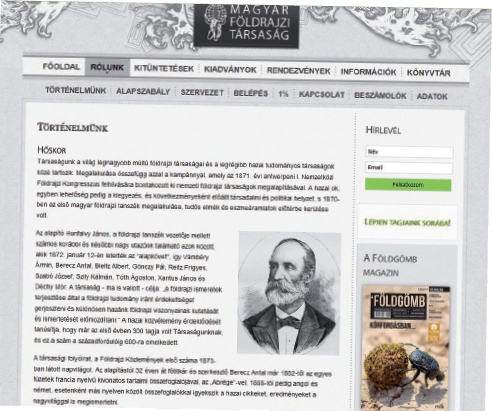 MAGYAR
FÖLDRAJZI
TÁRSASÁG
FŐOLDAL RÓLUNK KITÜNTETÉSEK KIADVÁNYOK RENDEZVÉNYEK INFORMÁCIÓK KÖNYVTÁR
TÖRTÉNELMÜNK ALAPSZABÁLY SZERVEZET BELÉPÉS 1% KAPCSOLAT BESZÁMOLÓK ADATOK
Történelmünk
Hőskor
Társaságunk a világ legnagyobb múltú földrajzi társaságai és a legrégibb hazai tudományos társaságok
közé tartozik. Megalakulása összefügg azzal a kampánnyal, amely az 1871. évi antwerpeni I. Nemzetközi
Földrajzi Kongresszus felhívására bontakozott ki nemzeti földrajzi társaságok megalapításával. A hazai ok,
egyben lehetőség pedig a kiegyezés, és következményeként előállt társadalmi és politikai helyzet, s 1870-
ben az első magyar földrajzi tanszék megalakulása, tudós elmék és eszmeáramlatok előtérbe kerülése
volt.
Az alapító Hunfalvy János, a földrajz tanszék vezetője mellett
számos korábbi és későbbi nagy utazónk található azok között,
akik 1872. január 12-én letették az "alapkövet", így Vámbéry
Ármin, Berecz Antal, Bielitz Albert, Gönczy Pál, Reitz Frigyes,
Szabó József, Szily Kálmán, Tóth Ágoston, Xantus János és
Déchy Mór. A társaság - ma is vallott - célja „a földrajzi ismeretek
terjesztése által a földrajzi tudomány iránt érdekeltséget
gerjeszteni és különösen hazánk földrajzi viszonyainak kutatását
és ismertetését előmozdítani." A hazai közvélemény érdeklődését
tanúsítja, hogy már az első évben 300 tagja volt Társaságunknak,
és ez a szám a századfordulóig 600-ra emelkedett.
A társaság folyóirat, a Földrajzi Közlemények első száma 1873-
ban látott napvilágot. Az alapítástól 32 éven át főtitkár és szerkesztő Berecz Antal már 1882-től az egyes
füzetek francia nyelvű kivonatos tartalmi összefoglalójával, az „Abrégé"-vel, 1888-tól pedig angol és
német, esetenként más nyelven közölt összefoglalókkal igyekszik a hazai cikkeket, eredményeket a
nagyvilággal is megismertetni.
Hírlevél
Név
Email
Feliratkozom
Lépjen tagjaink sorába!
A Földgömb
magazin
FÖLDGÖMB
KÖRFORGÁSBAN...